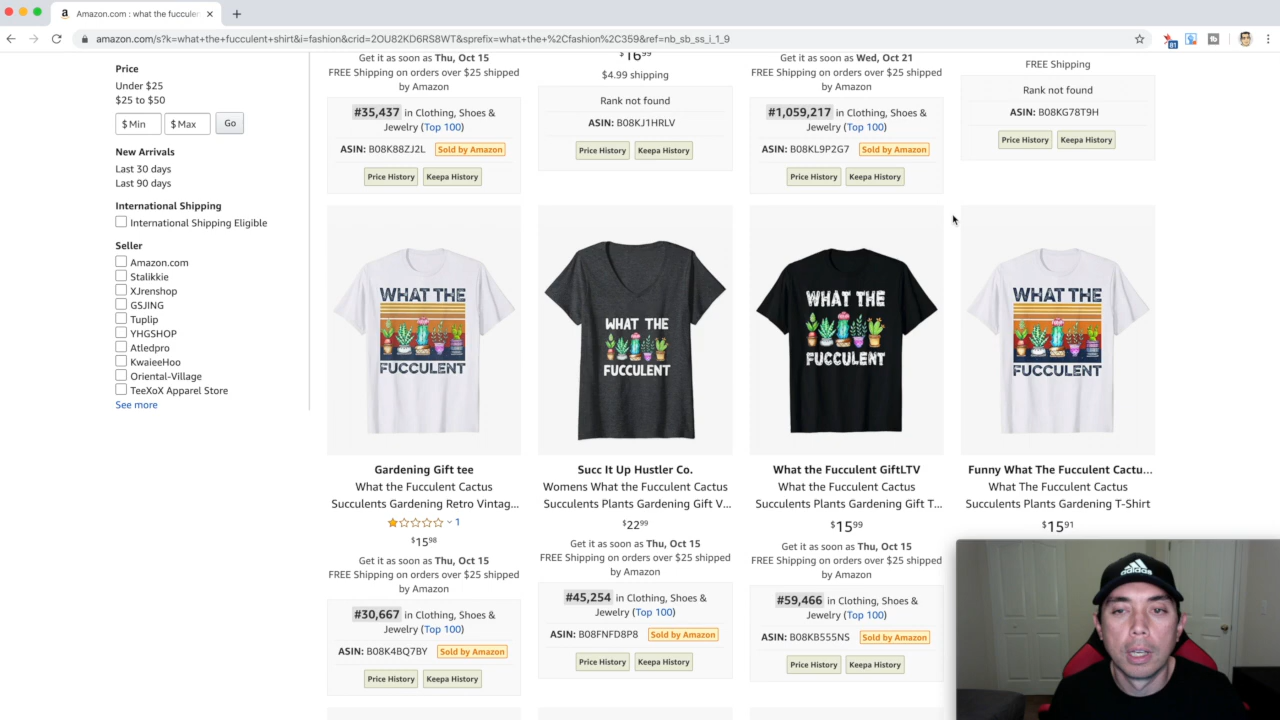 Amazon.com : what the fucculen
amazon.com/s?k=what+the+fucculent+shirt&i=fashion&crid=2OU82KD6RS8WT&sprefix=what+the+%2Cfashion%2C359&ref=nb_sb_ss_i_1_9
81
Price
Under $25
$25 to $50
$ Min $ Max Go
New Arrivals
Last 30 days
Last 90 days
International Shipping
International Shipping Eligible
Seller
Amazon.com
Stalikkie
XJrenshop
GSJING
Tuplip
YHGSHOP
Atledpro
KwaieeHoo
Oriental-Village
TeeXoX Apparel Store
See more
Get it as soon as Thu, Oct 15
FREE Shipping on orders over $25 shipped
by Amazon
#35,437 in Clothing, Shoes &
Jewelry (Top 100)
ASIN: B08K88ZJ2L Sold by Amazon
Price History Keepa History
$16.99
$4.99 shipping
Rank not found
ASIN: B08KJ1HRLV
Price History Keepa History
Get it as soon as Wed, Oct 21
FREE Shipping on orders over $25 shipped
by Amazon
#1,059,217 in Clothing, Shoes &
Jewelry (Top 100)
ASIN: B08KL9P2G7 Sold by Amazon
Price History Keepa History
FREE Shipping
Rank not found
ASIN: B08KG78T9H
Price History Keepa History
WHAT THE
FUCCULENT
Gardening Gift tee
What the Fucculent Cactus
Succulents Gardening Retro Vintag...
1
$15.98
Get it as soon as Thu, Oct 15
FREE Shipping on orders over $25 shipped
by Amazon
#30,667 in Clothing, Shoes &
Jewelry (Top 100)
ASIN: B08K4BQ7BY Sold by Amazon
Price History Keepa History
WHAT THE
FUCCULENT
Succ It Up Hustler Co.
Womens What the Fucculent Cactus
Succulents Plants Gardening Gift V...
$22.99
Get it as soon as Thu, Oct 15
FREE Shipping on orders over $25 shipped
by Amazon
#45,254 in Clothing, Shoes &
Jewelry (Top 100)
ASIN: B08FNFD8P8 Sold by Amazon
Price History Keepa History
WHAT THE
FUCCULENT
What the Fucculent GiftLTV
What the Fucculent Cactus
Succulents Plants Gardening Gift T...
$15.99
Get it as soon as Thu, Oct 15
FREE Shipping on orders over $25 shipped
by Amazon
#59,466 in Clothing, Shoes &
Jewelry (Top 100)
ASIN: B08KB555NS Sold by Amazon
Price History Keepa History
WHAT THE
FUCCULENT
Funny What The Fucculent Cactu...
What The Fucculent Cactus
Succulents Plants Gardening T-Shirt
$15.91
adidas